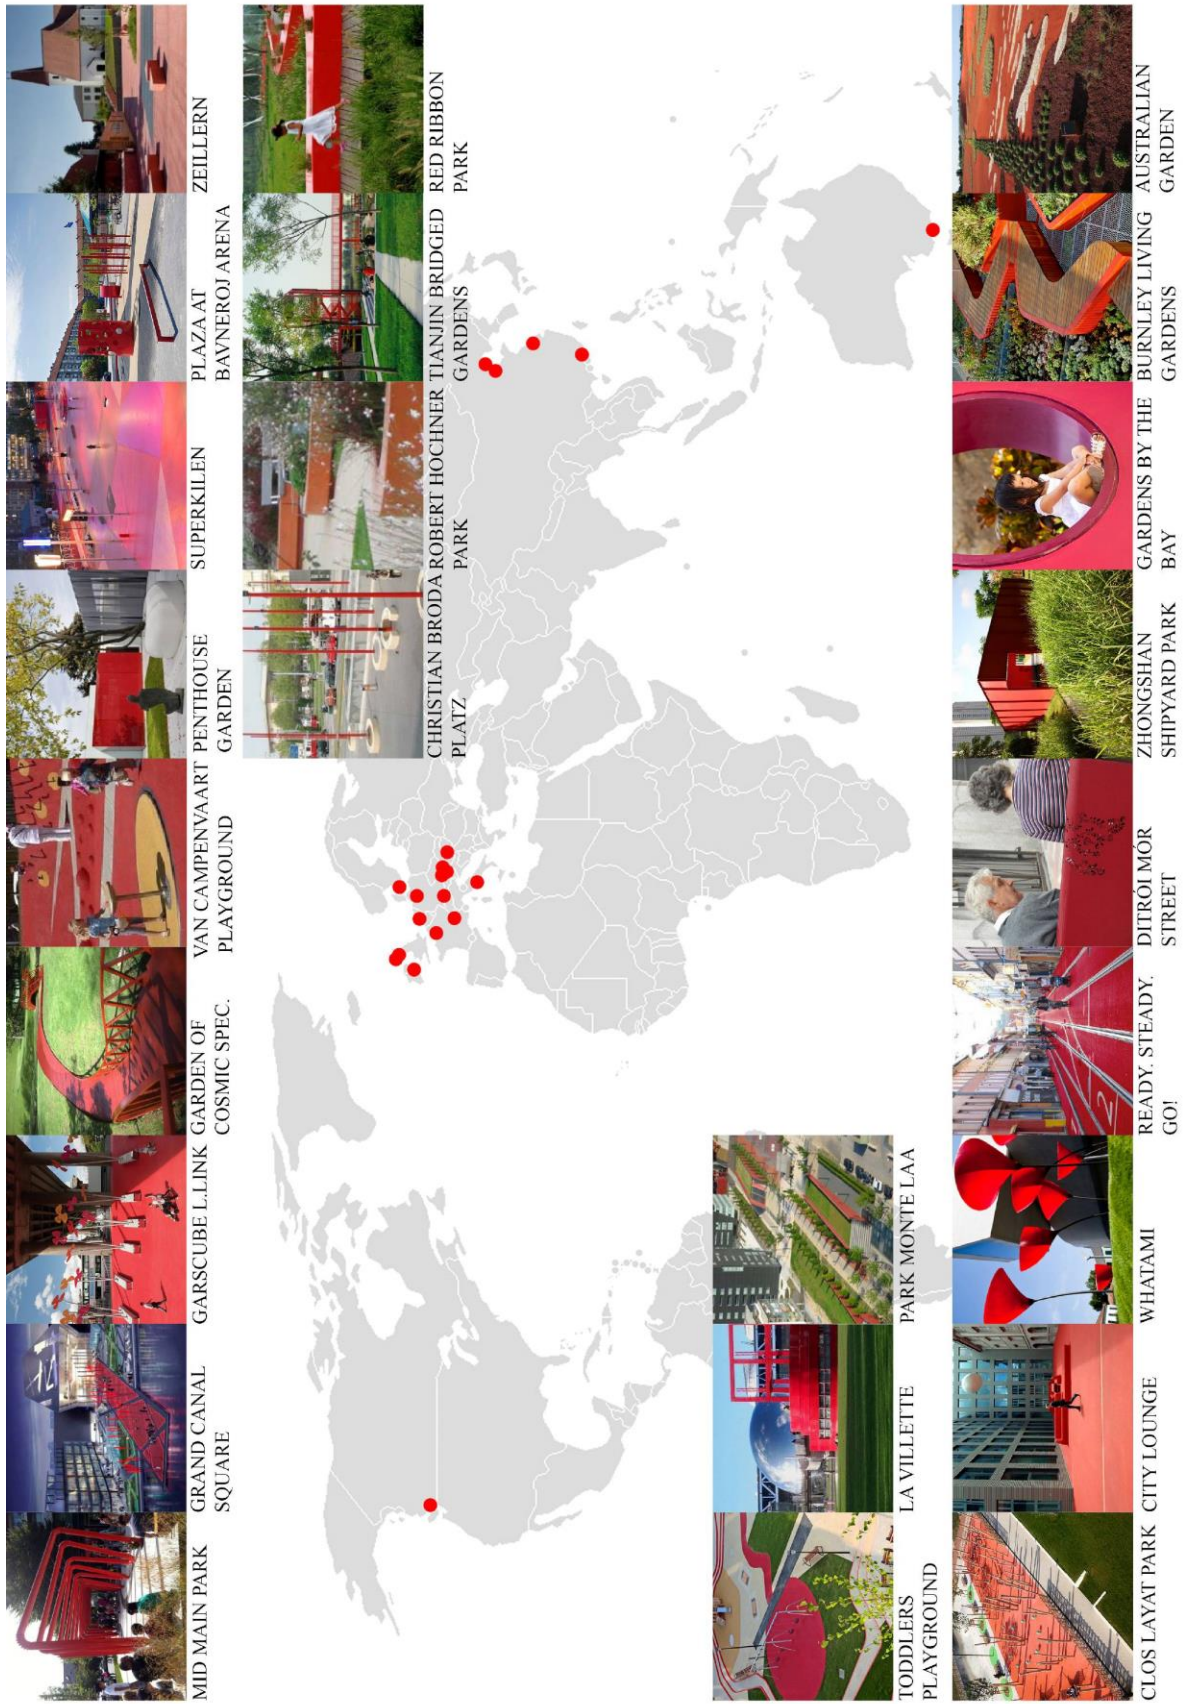 MID MAIN PARK
GRAND CANAL
SQUARE
GARSCUBE L.LINK
GARDEN OF
COSMIC SPEC.
VAN CAMPENVAART
PLAYGROUND
PENTHOUSE
GARDEN
SUPERKILEN
PLAZA AT
BAVNEROJ ARENA
ZEILLERN
CHRISTIAN BRODA
PLATZ
ROBERT HOCHNER
PARK
TIANJIN BRIDGED
GARDENS
RED RIBBON
PARK
TODDLERS
PLAYGROUND
LA VILLETTE
PARK MONTE LAA
CLOS LAYAT PARK
CITY LOUNGE
WHATAMI
READY. STEADY.
GO!
2
DITRÓI MÓR
STREET
ZHONGSHAN
SHIPYARD PARK
GARDENS BY THE
BAY
BURNLEY LIVING
GARDENS
AUSTRALIAN
GARDEN